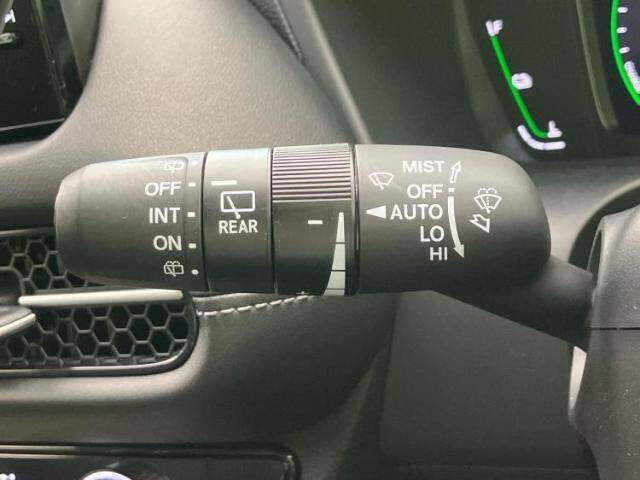 OFF
INT
ON
REAR
MIST
OFF
AUTO
LO
HI
F